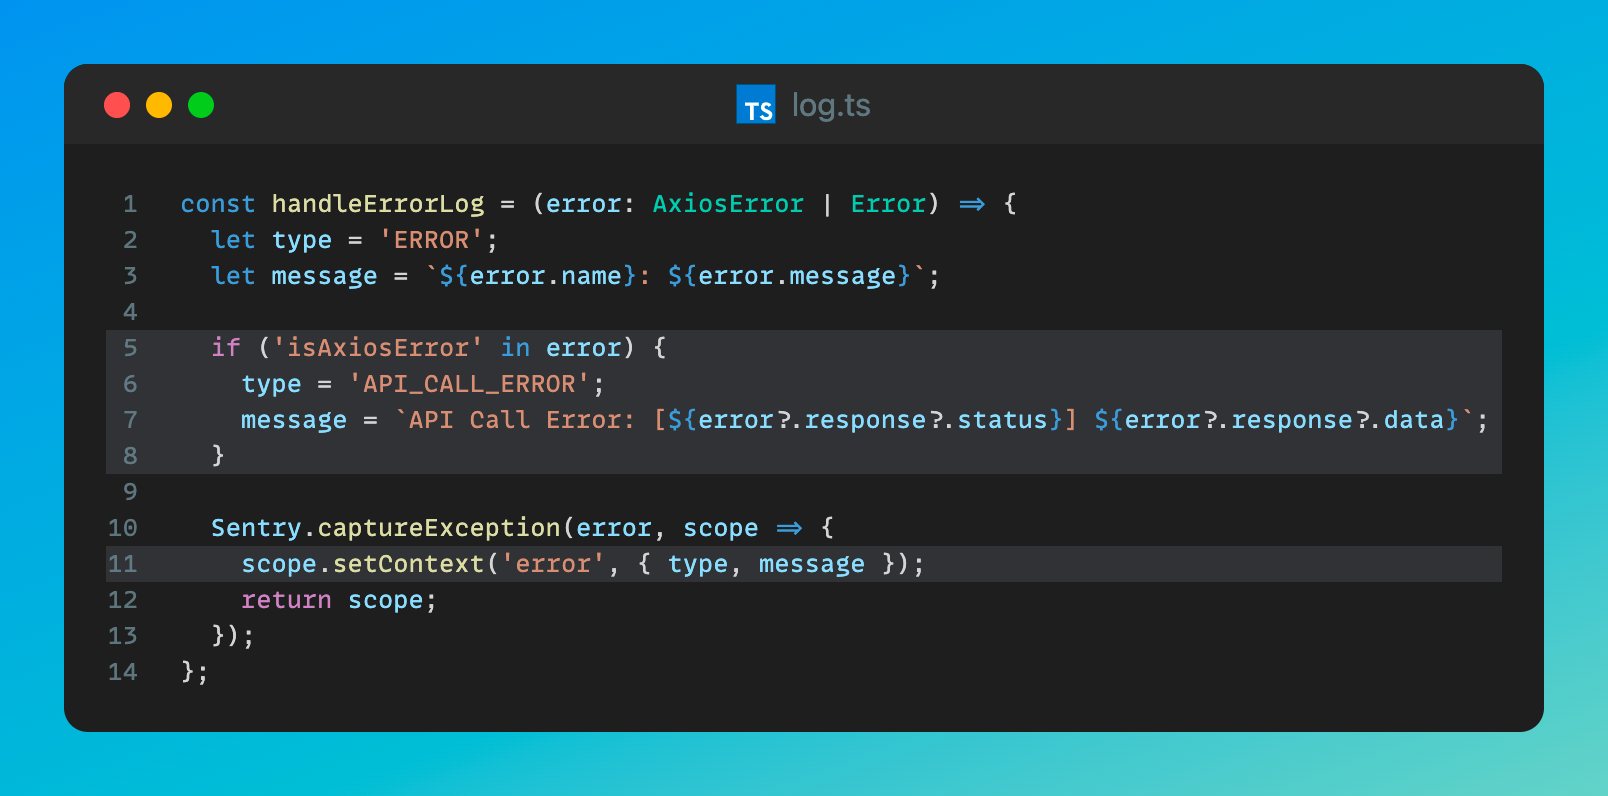 TS log.ts
1 const handleErrorLog = (error: AxiosError | Error) => {
2   let type = 'ERROR';
3   let message = `${error.name}: ${error.message}`;
4
5   if ('isAxiosError' in error) {
6     type = 'API_CALL_ERROR';
7     message = `API Call Error: [${error?.response?.status}] ${error?.response?.data}`;
8   }
9
10   Sentry.captureException(error, scope => {
11     scope.setContext('error', { type, message });
12     return scope;
13   });
14 };